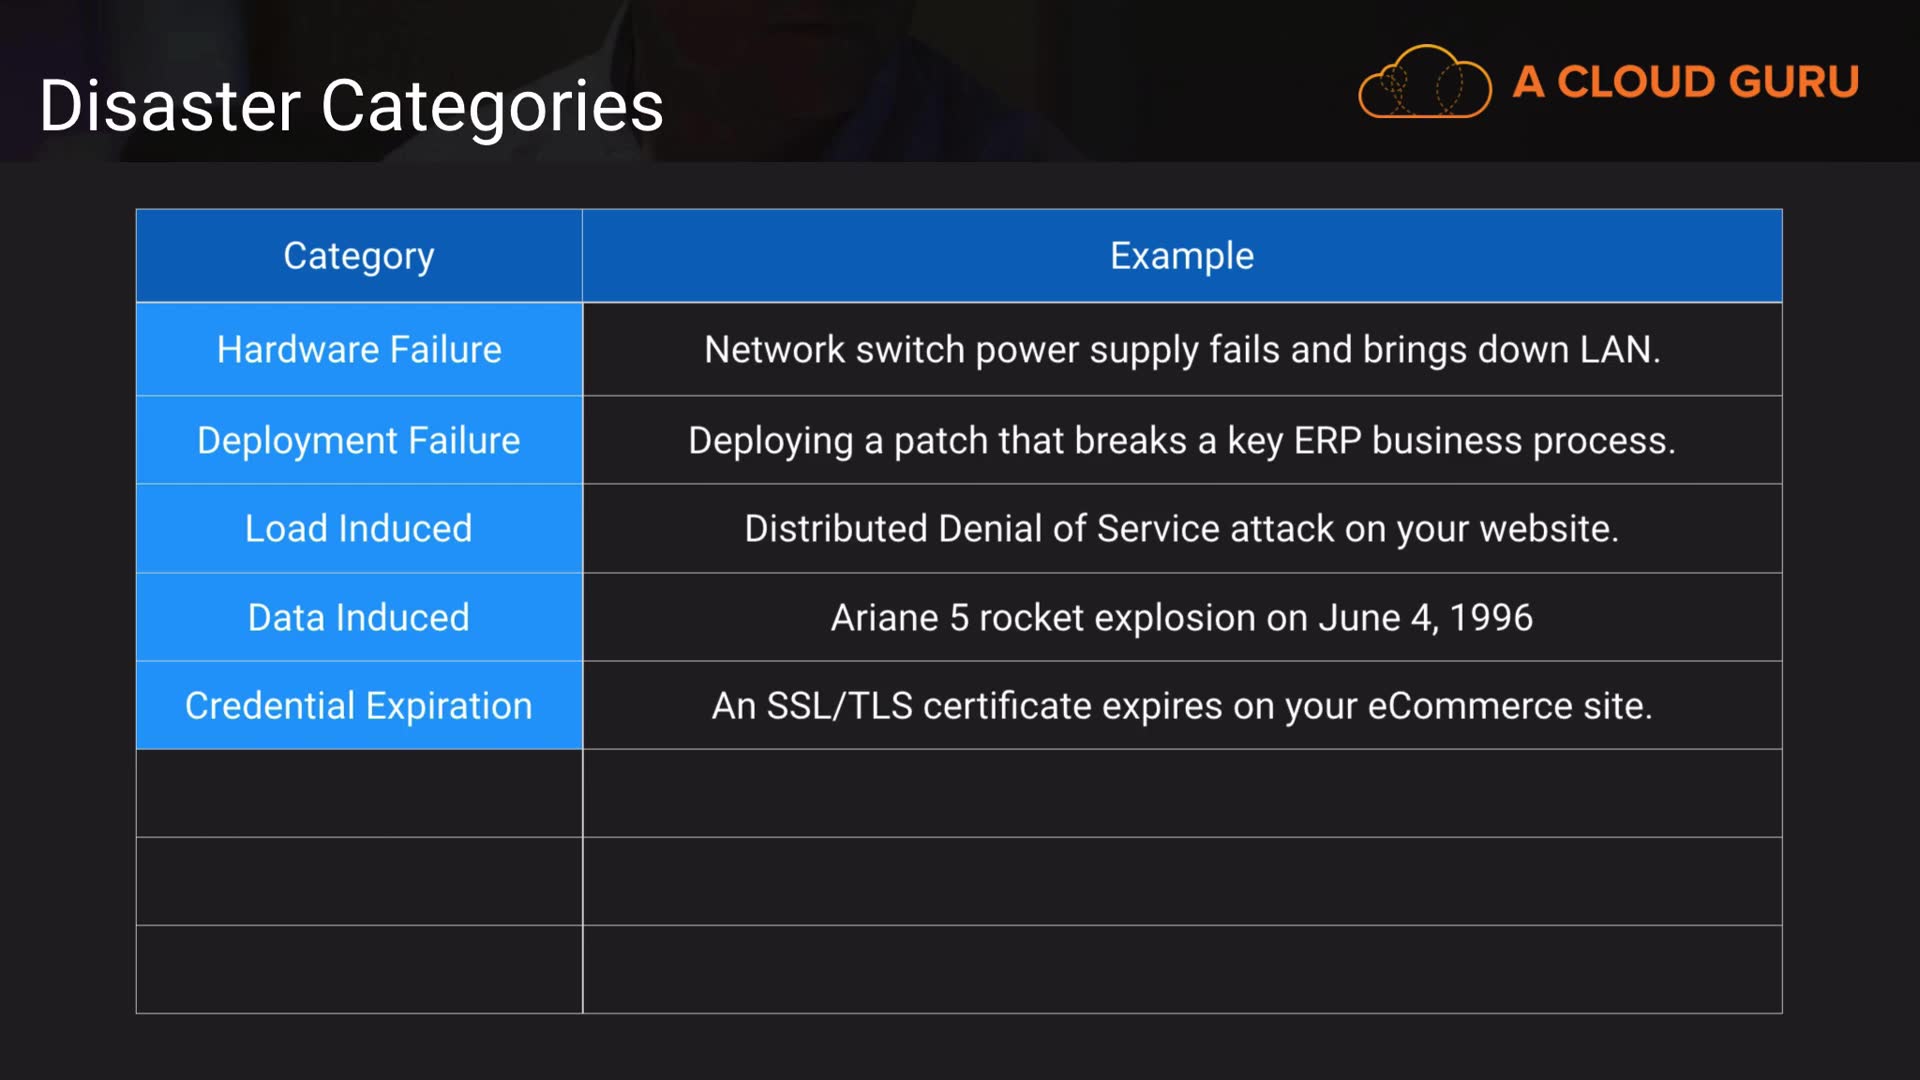 Disaster Categories
A CLOUD GURU
Category Example
Hardware Failure Network switch power supply fails and brings down LAN.
Deployment Failure Deploying a patch that breaks a key ERP business process.
Load Induced Distributed Denial of Service attack on your website.
Data Induced Ariane 5 rocket explosion on June 4, 1996
Credential Expiration An SSL/TLS certificate expires on your eCommerce site.